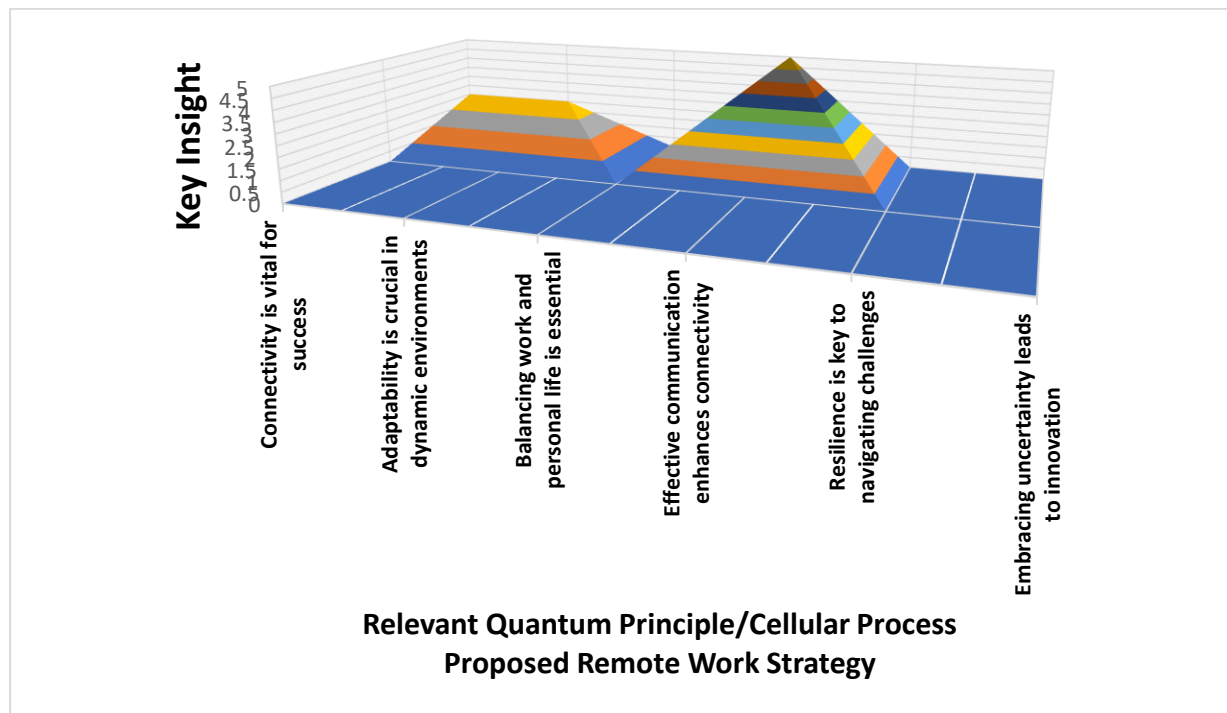 Key Insight
5
4.5
4
3.5
3
2.5
2
1.5
1
0.5
0
Connectivity is vital for
success
Adaptability is crucial in
dynamic environments
Balancing work and
personal life is essential
Effective communication
enhances connectivity
Resilience is key to
navigating challenges
Embracing uncertainty leads
to innovation
Relevant Quantum Principle/Cellular Process
Proposed Remote Work Strategy